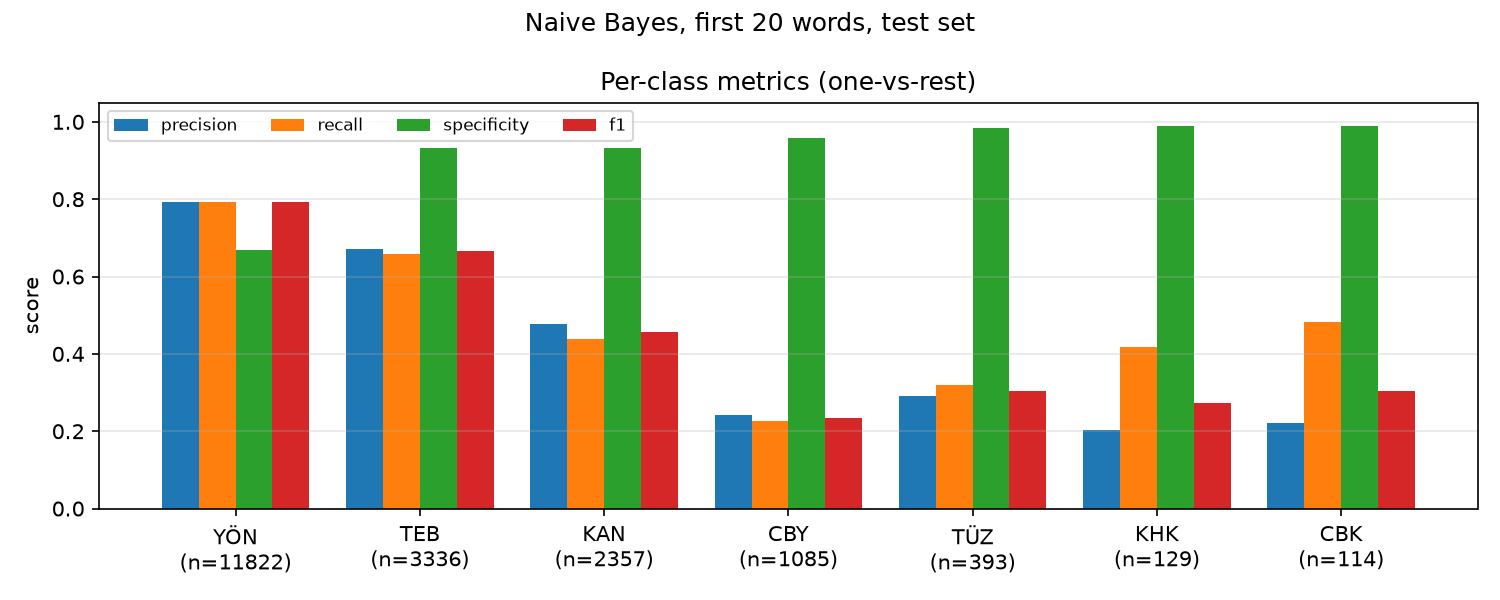 Naive Bayes, first 20 words, test set
Per-class metrics (one-vs-rest)
precision recall specificity f1
score
1.0
0.8
0.6
0.4
0.2
0.0
YÖN TEB KAN CBY TÜZ KHK CBK
(n=11822) (n=3336) (n=2357) (n=1085) (n=393) (n=129) (n=114)